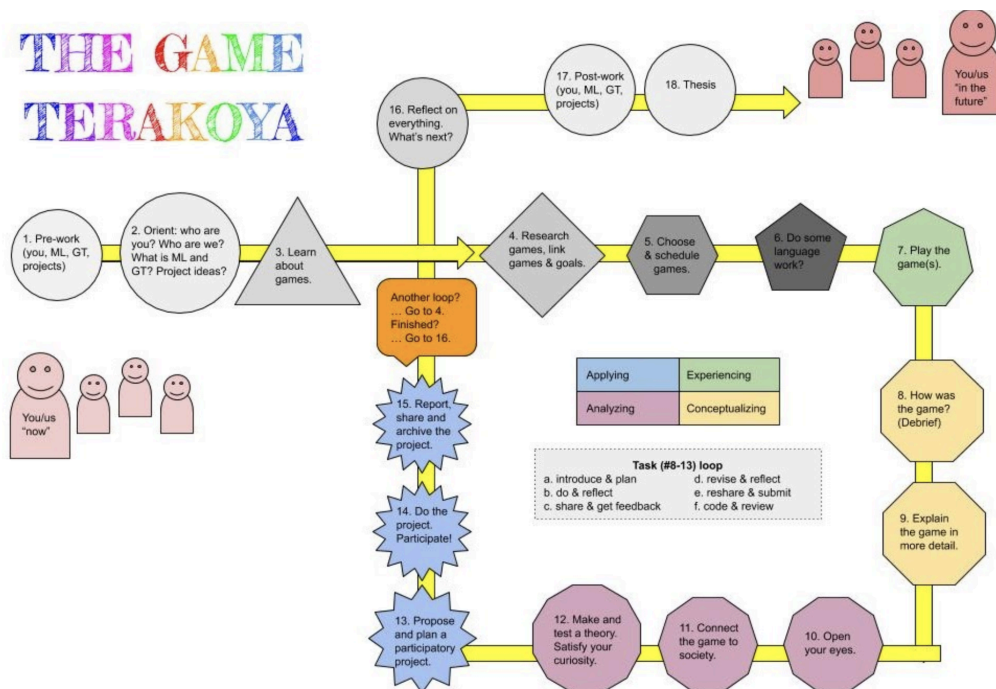 THE GAME
TERAKOYA
16. Reflect on
everything.
What's next?
17. Post-work
(you, ML, GT,
projects)
18. Thesis
You/us
"in the
future"
1. Pre-work
(you, ML, GT,
projects)
2. Orient: who are
you? Who are we?
What is ML and
GT? Project ideas?
3. Learn
about
games.
4. Research
games, link
games & goals.
5. Choose
& schedule
games.
6. Do some
language
work?
7. Play the
game(s).
Another loop?
... Go to 4.
Finished?
... Go to 16.
You/us
"now"
Applying
Experiencing
Analyzing
Conceptualizing
8. How was
the game?
(Debrief)
15. Report,
share and
archive the
project.
Task (#8-13) loop
a. introduce & plan
b. do & reflect
c. share & get feedback
d. revise & reflect
e. reshare & submit
f. code & review
14. Do the
project.
Participate!
9. Explain
the game in
more detail.
13. Propose
and plan a
participatory
project.
12. Make and
test a theory.
Satisfy your
curiosity.
11. Connect
the game to
society.
10. Open
your eyes.